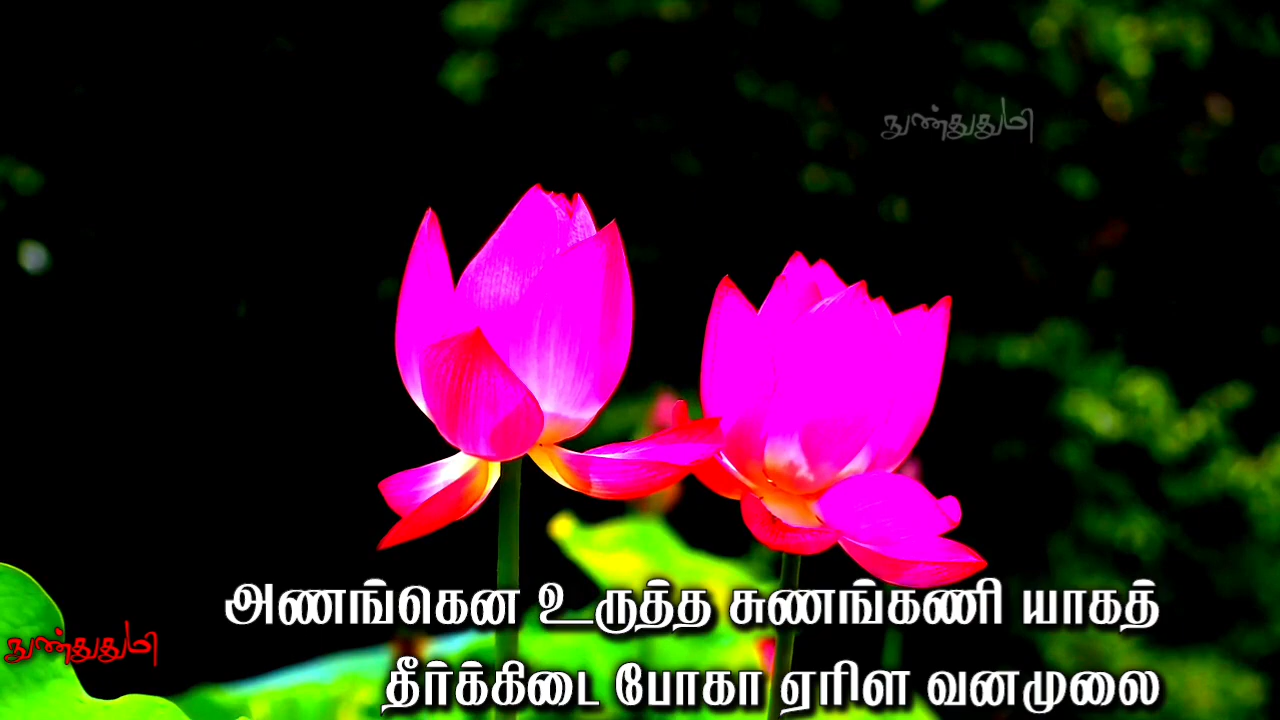 நுண்துதுமி
அணங்கென உருத்த சுணங்கணி யாகத்
நுண்துதுமி
தீர்க்கிடை போகா ஏரிள வனமுலை